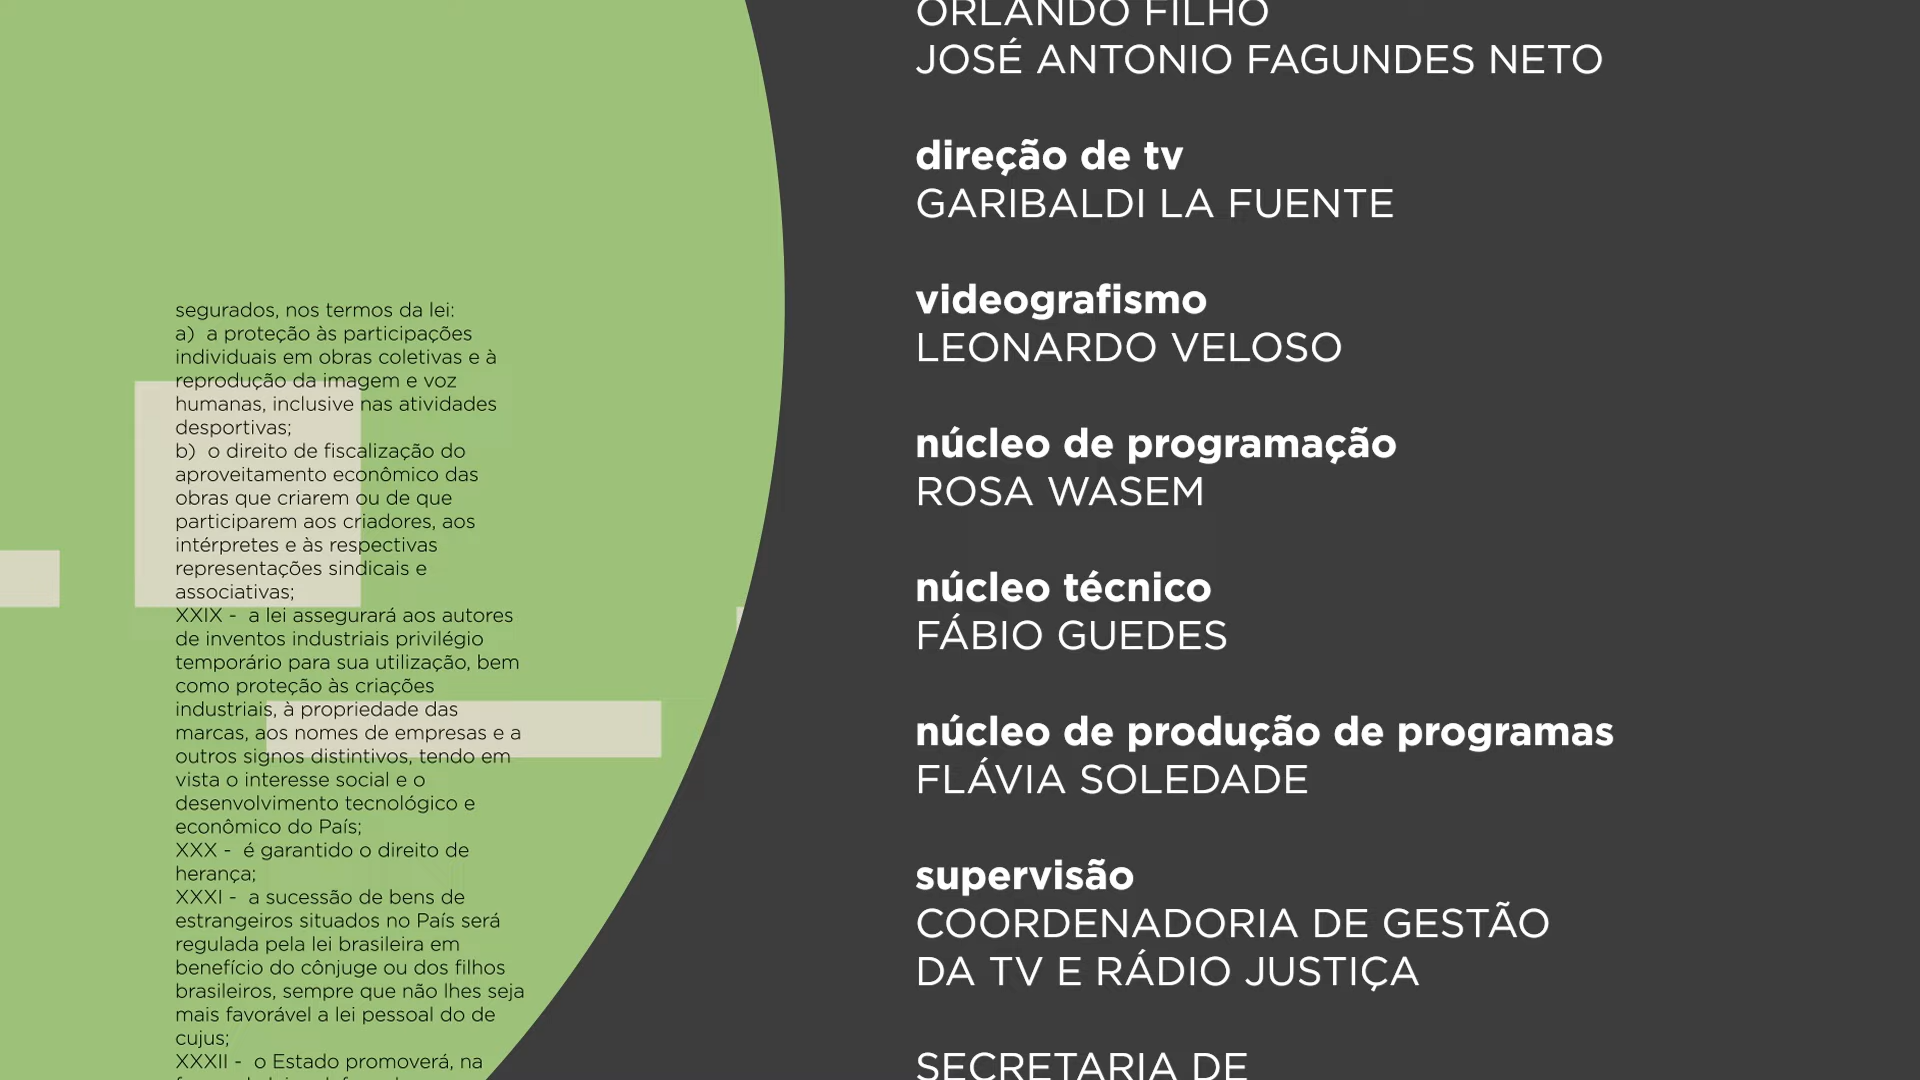 segurados, nos termos da lei:
a) a proteção às participações
individuais em obras coletivas e à
reprodução da imagem e voz
humanas, inclusive nas atividades
desportivas;
b) o direito de fiscalização do
aproveitamento econômico das
obras que criarem ou de que
participarem aos criadores, aos
intérpretes e às respectivas
representações sindicais e
associativas;
XXIX - a lei assegurará aos autores
de inventos industriais privilégio
temporário para sua utilização, bem
como proteção às criações
industriais, à propriedade das
marcas, aos nomes de empresas e a
outros signos distintivos, tendo em
vista o interesse social e o
desenvolvimento tecnológico e
econômico do País;
XXX - é garantido o direito de
herança;
XXXI - a sucessão de bens de
estrangeiros situados no País será
regulada pela lei brasileira em
benefício do cônjuge ou dos filhos
brasileiros, sempre que não lhes seja
mais favorável a lei pessoal do de
cujus;
XXXII - o Estado promoverá, na
ORLANDO FILHO
JOSÉ ANTONIO FAGUNDES NETO
direção de tv
GARIBALDI LA FUENTE
videografismo
LEONARDO VELOSO
núcleo de programação
ROSA WASEM
núcleo técnico
FÁBIO GUEDES
núcleo de produção de programas
FLÁVIA SOLEDADE
supervisão
COORDENADORIA DE GESTÃO
DA TV E RÁDIO JUSTIÇA
SECRETARIA DE